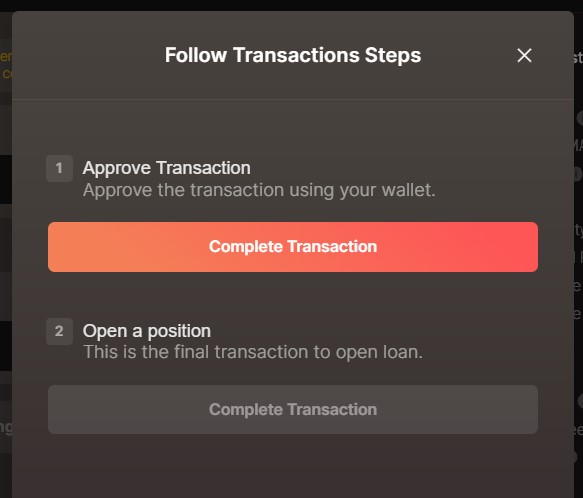 Follow Transactions Steps
1
Approve Transaction
Approve the transaction using your wallet.
Complete Transaction
2
Open a position
This is the final transaction to open loan.
Complete Transaction